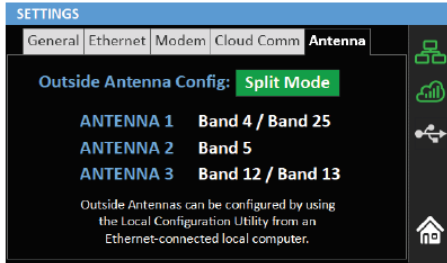 SETTINGS
General Ethernet Modem Cloud Comm Antenna
Outside Antenna Config: Split Mode
ANTENNA 1 Band 4 / Band 25
ANTENNA 2 Band 5
ANTENNA 3 Band 12 / Band 13
Outside Antennas can be configured by using
the Local Configuration Utility from an
Ethernet-connected local computer.